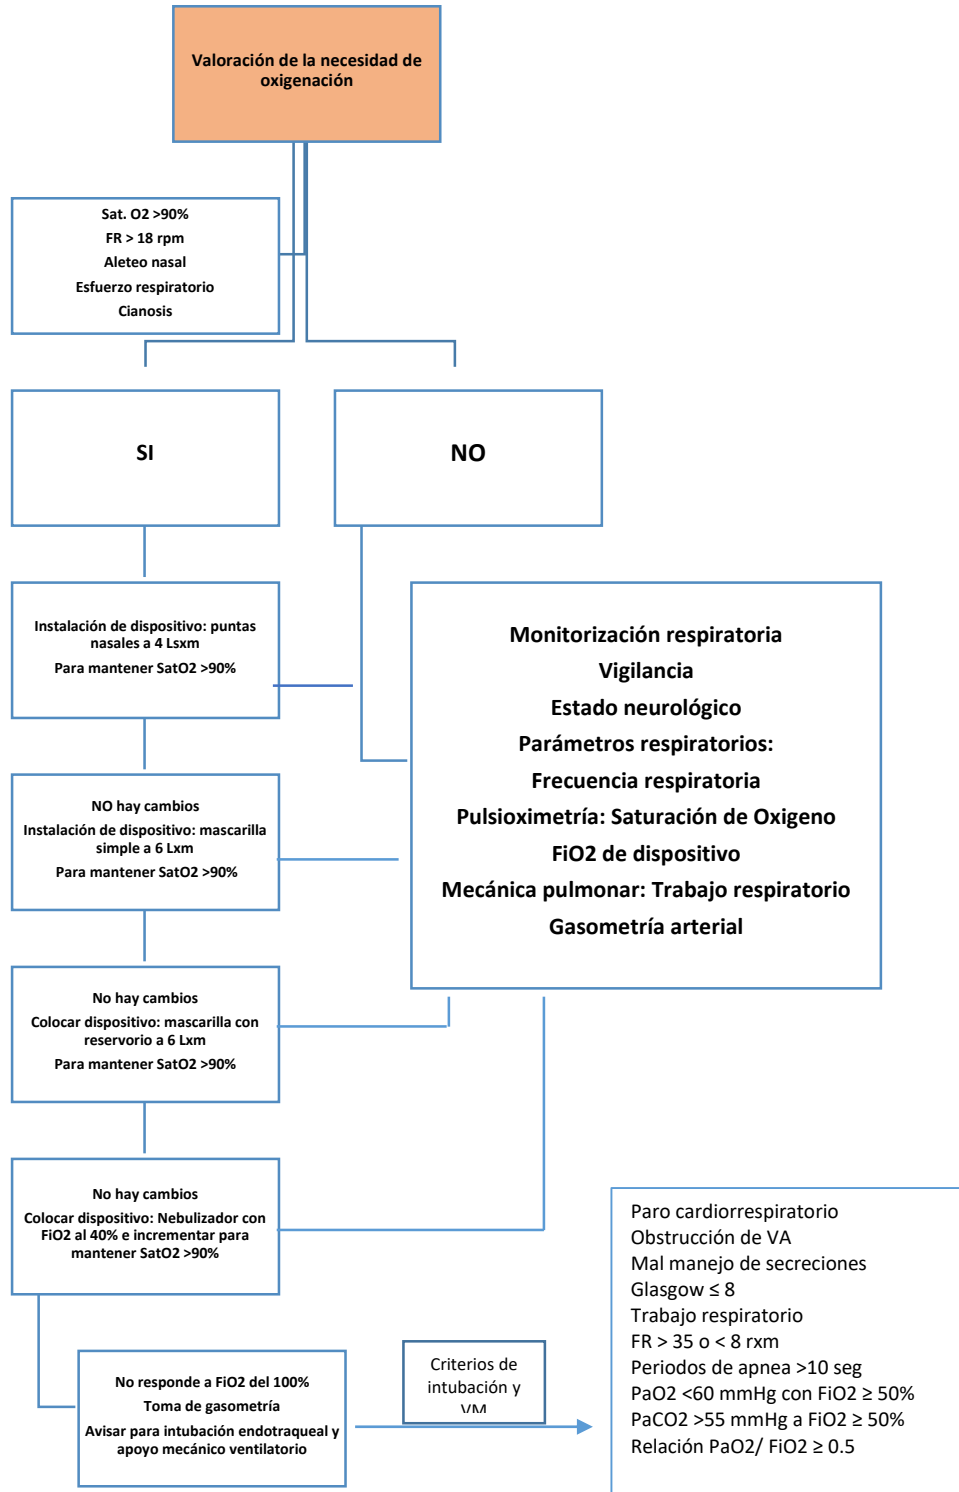 Valoración de la necesidad de
oxigenación
Sat. O2 >90%
FR > 18 rpm
Aleteo nasal
Esfuerzo respiratorio
Cianosis
SI
NO
Instalación de dispositivo: puntas
nasales a 4 Lsxm
Para mantener SatO2 >90%
Monitorización respiratoria
Vigilancia
Estado neurológico
Parámetros respiratorios:
Frecuencia respiratoria
Pulsioximetría: Saturación de Oxigeno
FiO2 de dispositivo
Mecánica pulmonar: Trabajo respiratorio
Gasometría arterial
NO hay cambios
Instalación de dispositivo: mascarilla
simple a 6 Lxm
Para mantener SatO2 >90%
No hay cambios
Colocar dispositivo: mascarilla con
reservorio a 6 Lxm
Para mantener SatO2 >90%
No hay cambios
Colocar dispositivo: Nebulizador con
FiO2 al 40% e incrementar para
mantener SatO2 >90%
No responde a FiO2 del 100%
Toma de gasometría
Avisar para intubación endotraqueal y
apoyo mecánico ventilatorio
Criterios de
intubación y
VM
Paro cardiorrespiratorio
Obstrucción de VA
Mal manejo de secreciones
Glasgow ≤ 8
Trabajo respiratorio
FR > 35 o < 8 rxm
Periodos de apnea >10 seg
PaO2 <60 mmHg con FiO2 ≥ 50%
PaCO2 >55 mmHg a FiO2 ≥ 50%
Relación PaO2/ FiO2 ≥ 0.5